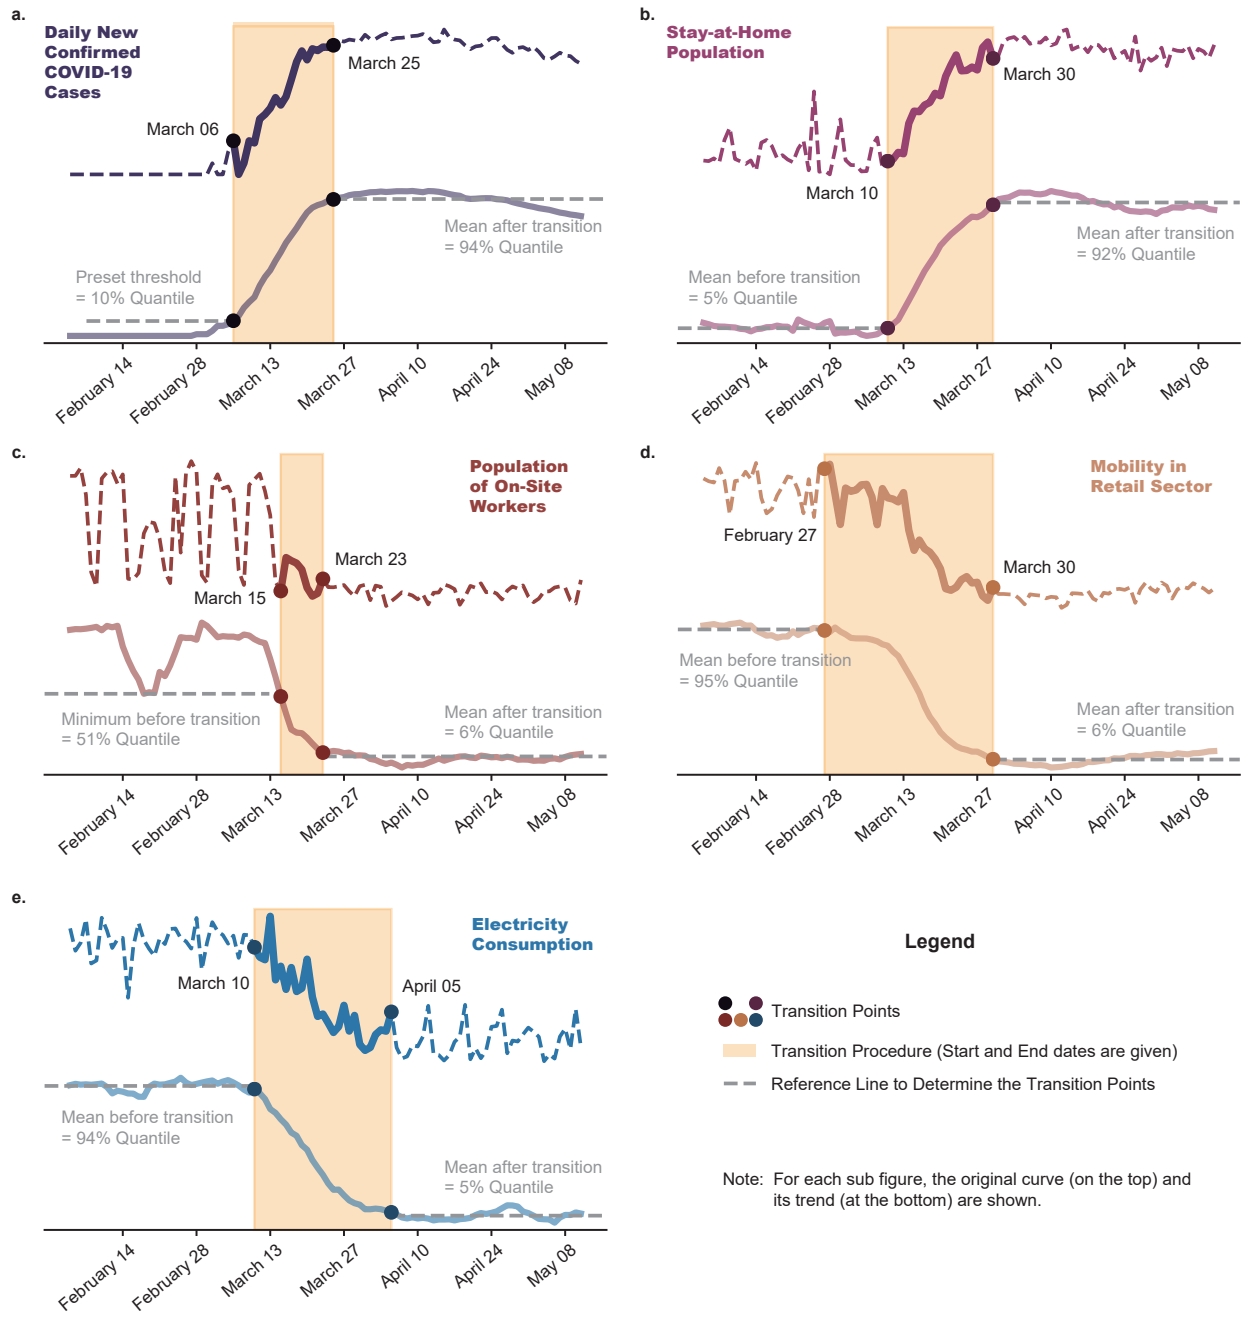 a.
Daily New
Confirmed
COVID-19
Cases
March 06
March 25
Mean after transition
= 94% Quantile
Preset threshold
= 10% Quantile
February 14
February 28
March 13
March 27
April 10
April 24
May 08
b.
Stay-at-Home
Population
March 30
March 10
Mean after transition
= 92% Quantile
Mean before transition
= 5% Quantile
February 14
February 28
March 13
March 27
April 10
April 24
May 08
c.
Population
of On-Site
Workers
March 23
March 15
Minimum before transition
= 51% Quantile
Mean after transition
= 6% Quantile
February 14
February 28
March 13
March 27
April 10
April 24
May 08
d.
Mobility in
Retail Sector
February 27
March 30
Mean before transition
= 95% Quantile
Mean after transition
= 6% Quantile
February 14
February 28
March 13
March 27
April 10
April 24
May 08
e.
Electricity
Consumption
March 10
April 05
Mean before transition
= 94% Quantile
Mean after transition
= 5% Quantile
February 14
February 28
March 13
March 27
April 10
April 24
May 08
Legend
Transition Points
Transition Procedure (Start and End dates are given)
Reference Line to Determine the Transition Points
Note: For each sub figure, the original curve (on the top) and
its trend (at the bottom) are shown.